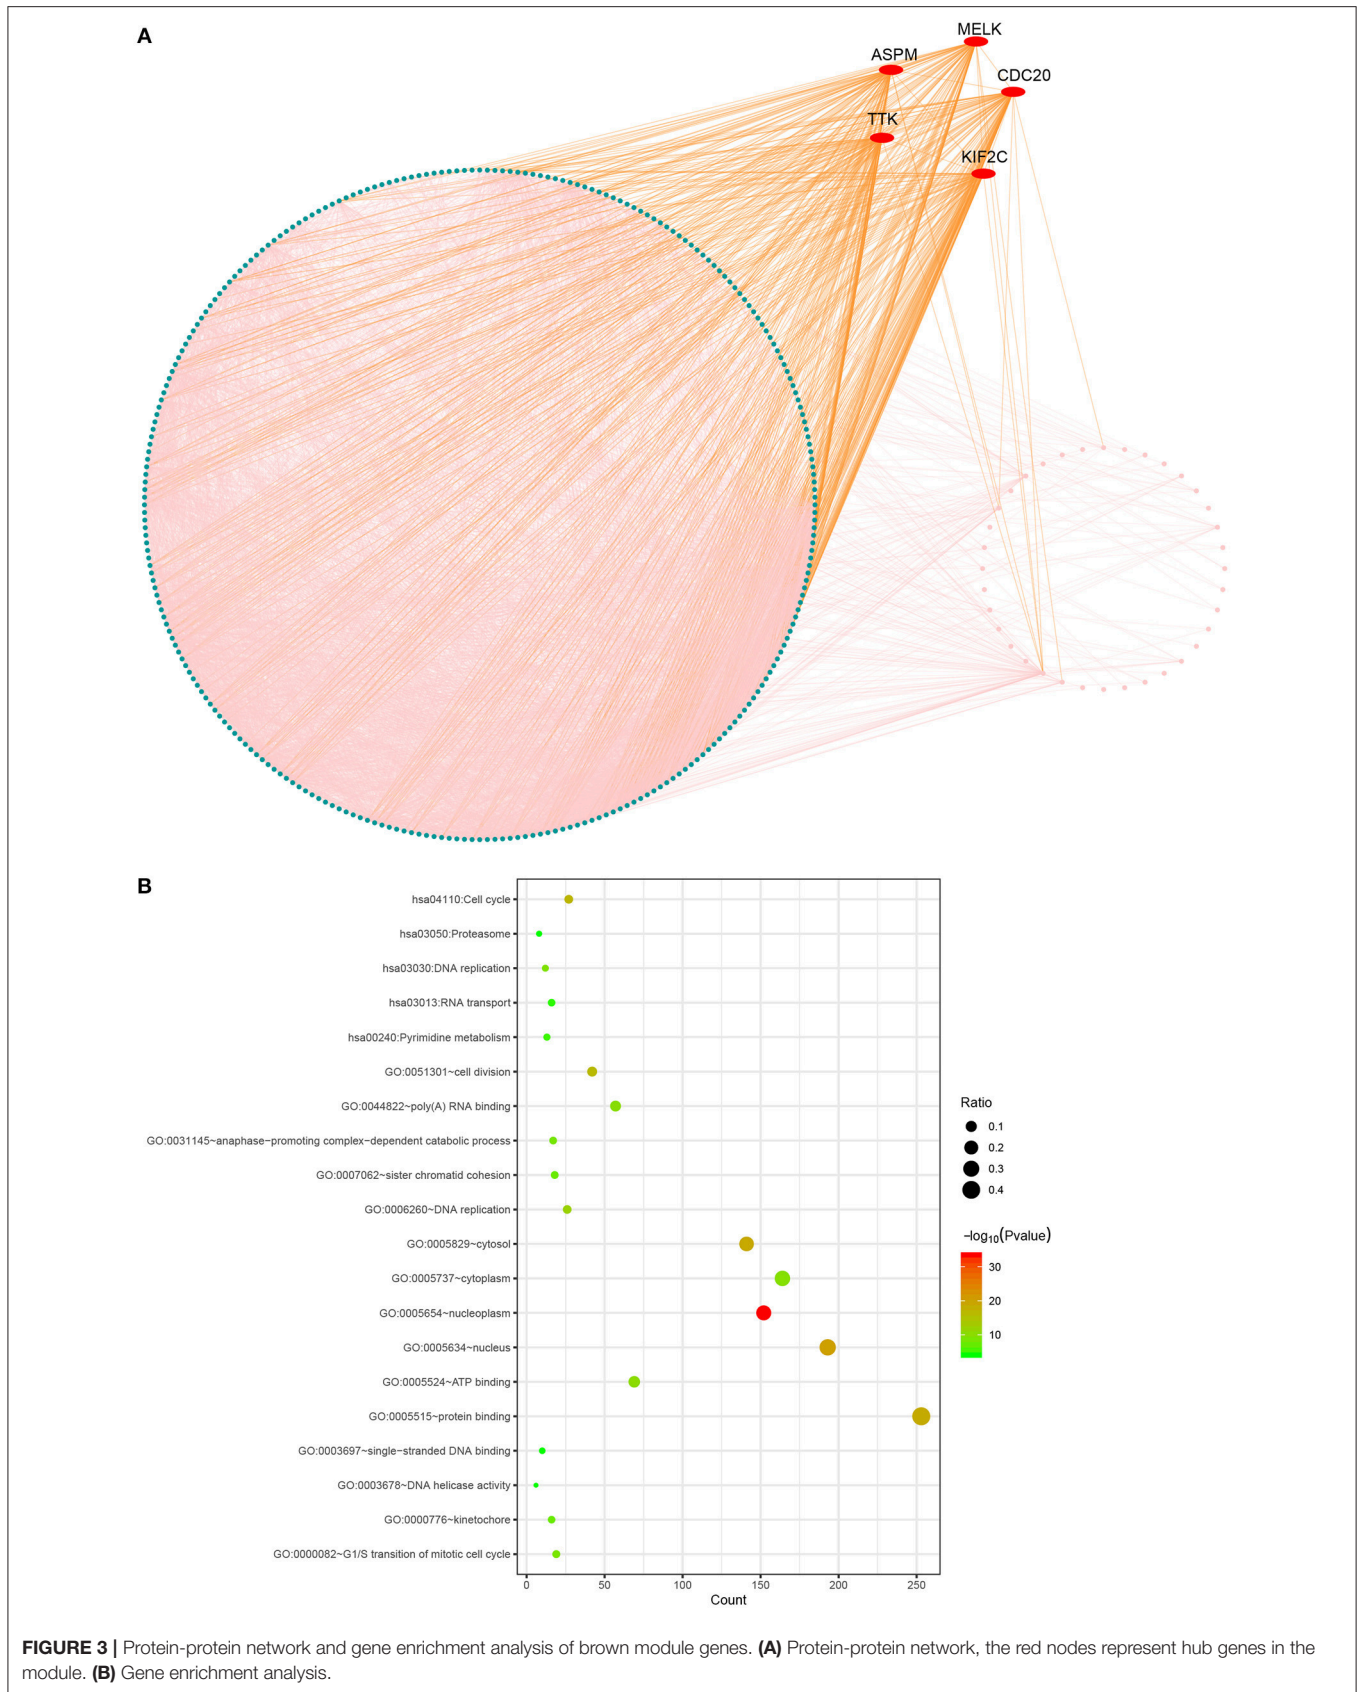 A
MELK
ASPM
CDC20
TTK
KIF2C
B
hsa04110:Cell cycle
hsa03050:Proteasome
hsa03030:DNA replication
hsa03013:RNA transport
hsa00240:Pyrimidine metabolism
GO:0051301~cell division
GO:0044822~poly(A) RNA binding
GO:0031145~anaphase−promoting complex−dependent catabolic process
GO:0007062~sister chromatid cohesion
GO:0006260~DNA replication
GO:0005829~cytosol
GO:0005737~cytoplasm
GO:0005654~nucleoplasm
GO:0005634~nucleus
GO:0005524~ATP binding
GO:0005515~protein binding
GO:0003697~single−stranded DNA binding
GO:0003678~DNA helicase activity
GO:0000776~kinetochore
GO:0000082~G1/S transition of mitotic cell cycle
0 50 100 150 200 250
Count
Ratio
0.1
0.2
0.3
0.4
−log10(Pvalue)
30
20
10
FIGURE 3 | Protein-protein network and gene enrichment analysis of brown module genes. (A) Protein-protein network, the red nodes represent hub genes in the
module. (B) Gene enrichment analysis.